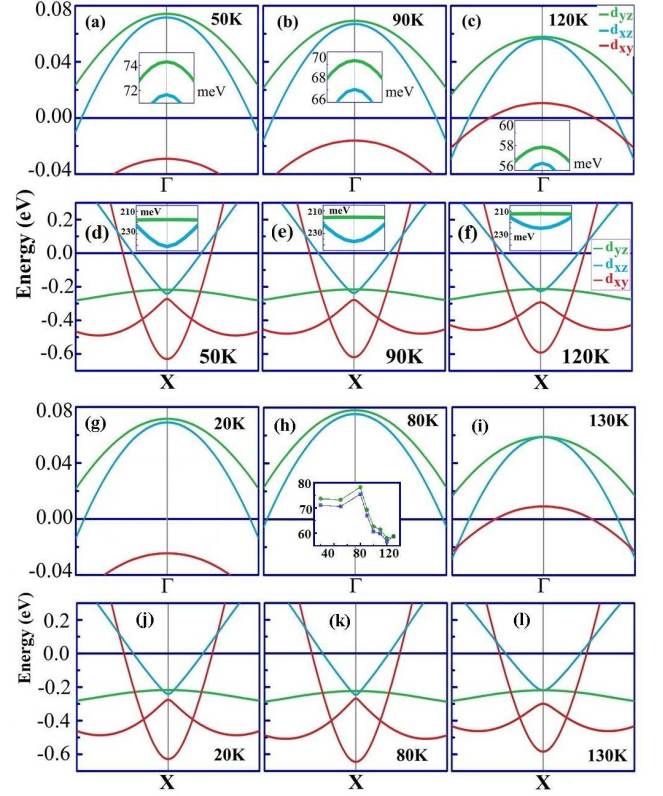 0.08
0.04
0.00
-0.04
(a)
50K
74
72
meV
Γ
(b)
90K
70
68
66
meV
Γ
(c)
120K
d_yz
d_xz
d_xy
60
58
56
meV
Γ
Energy (eV)
0.2
0.0
-0.2
-0.4
-0.6
(d)
210
meV
230
50K
X
(e)
210
meV
230
90K
X
(f)
210
230
meV
d_yz
d_xz
d_xy
120K
X
0.08
0.04
0.00
-0.04
(g)
20K
Γ
(h)
80K
80
70
60
40
80
120
Γ
(i)
130K
Γ
Energy (eV)
0.2
0.0
-0.2
-0.4
-0.6
(j)
20K
X
(k)
80K
X
(l)
130K
X